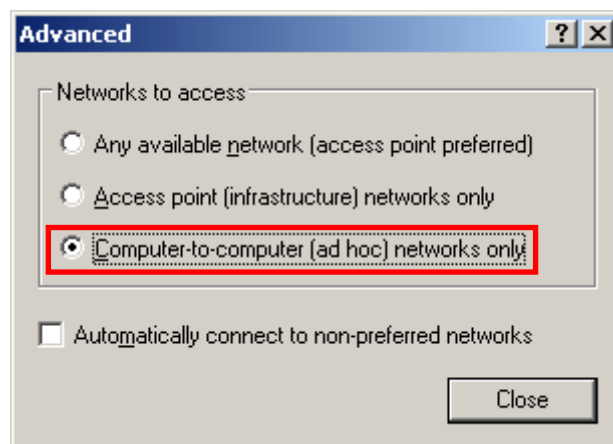 Advanced
Networks to access
Any available network (access point preferred)
Access point (infrastructure) networks only
Computer-to-computer (ad hoc) networks only
Automatically connect to non-preferred networks
Close